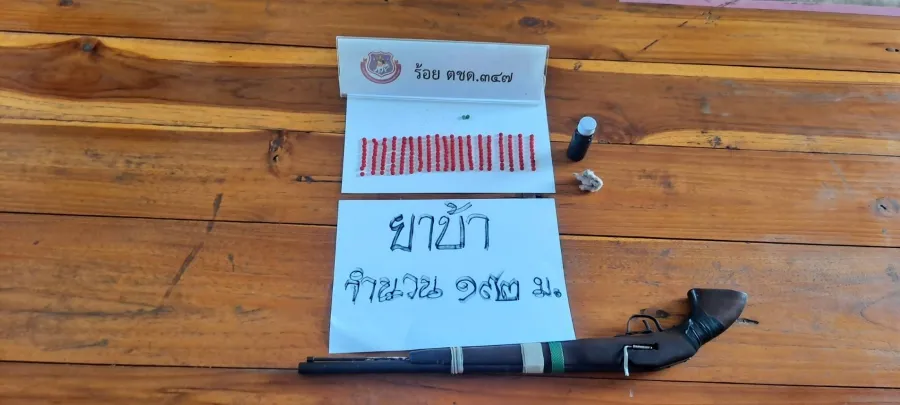 ร้อย ตชด.๓๔๗
ยาบ้า
จำนวน ๑๙๒ ม.